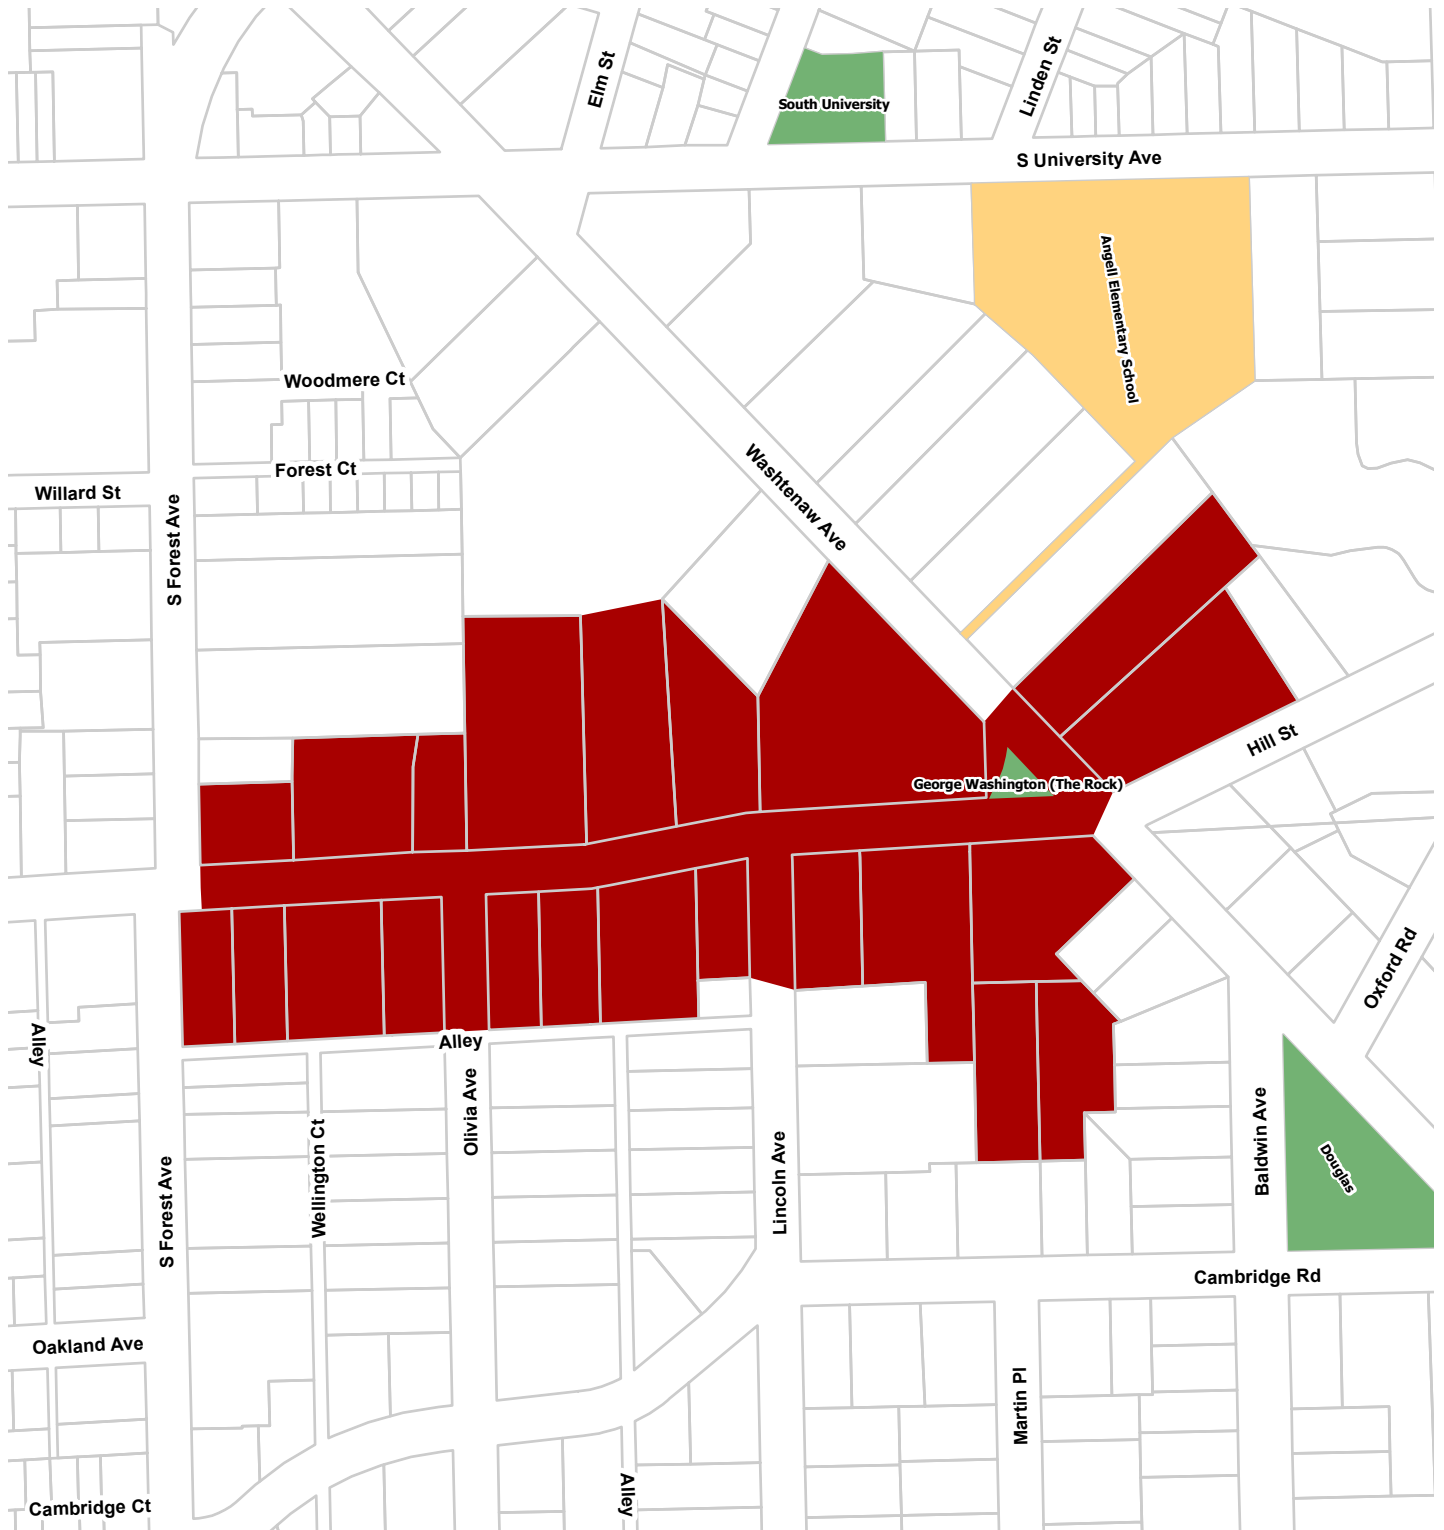 Elm St
Linden St
South University
S University Ave
Angell Elementary School
Woodmere Ct
Forest Ct
Willard St
S Forest Ave
Washtenaw Ave
Hill St
George Washington (The Rock)
Oxford Rd
Alley
Alley
Olivia Ave
Wellington Ct
S Forest Ave
Lincoln Ave
Baldwin Ave
Douglas
Cambridge Rd
Oakland Ave
Martin Pl
Alley
Cambridge Ct